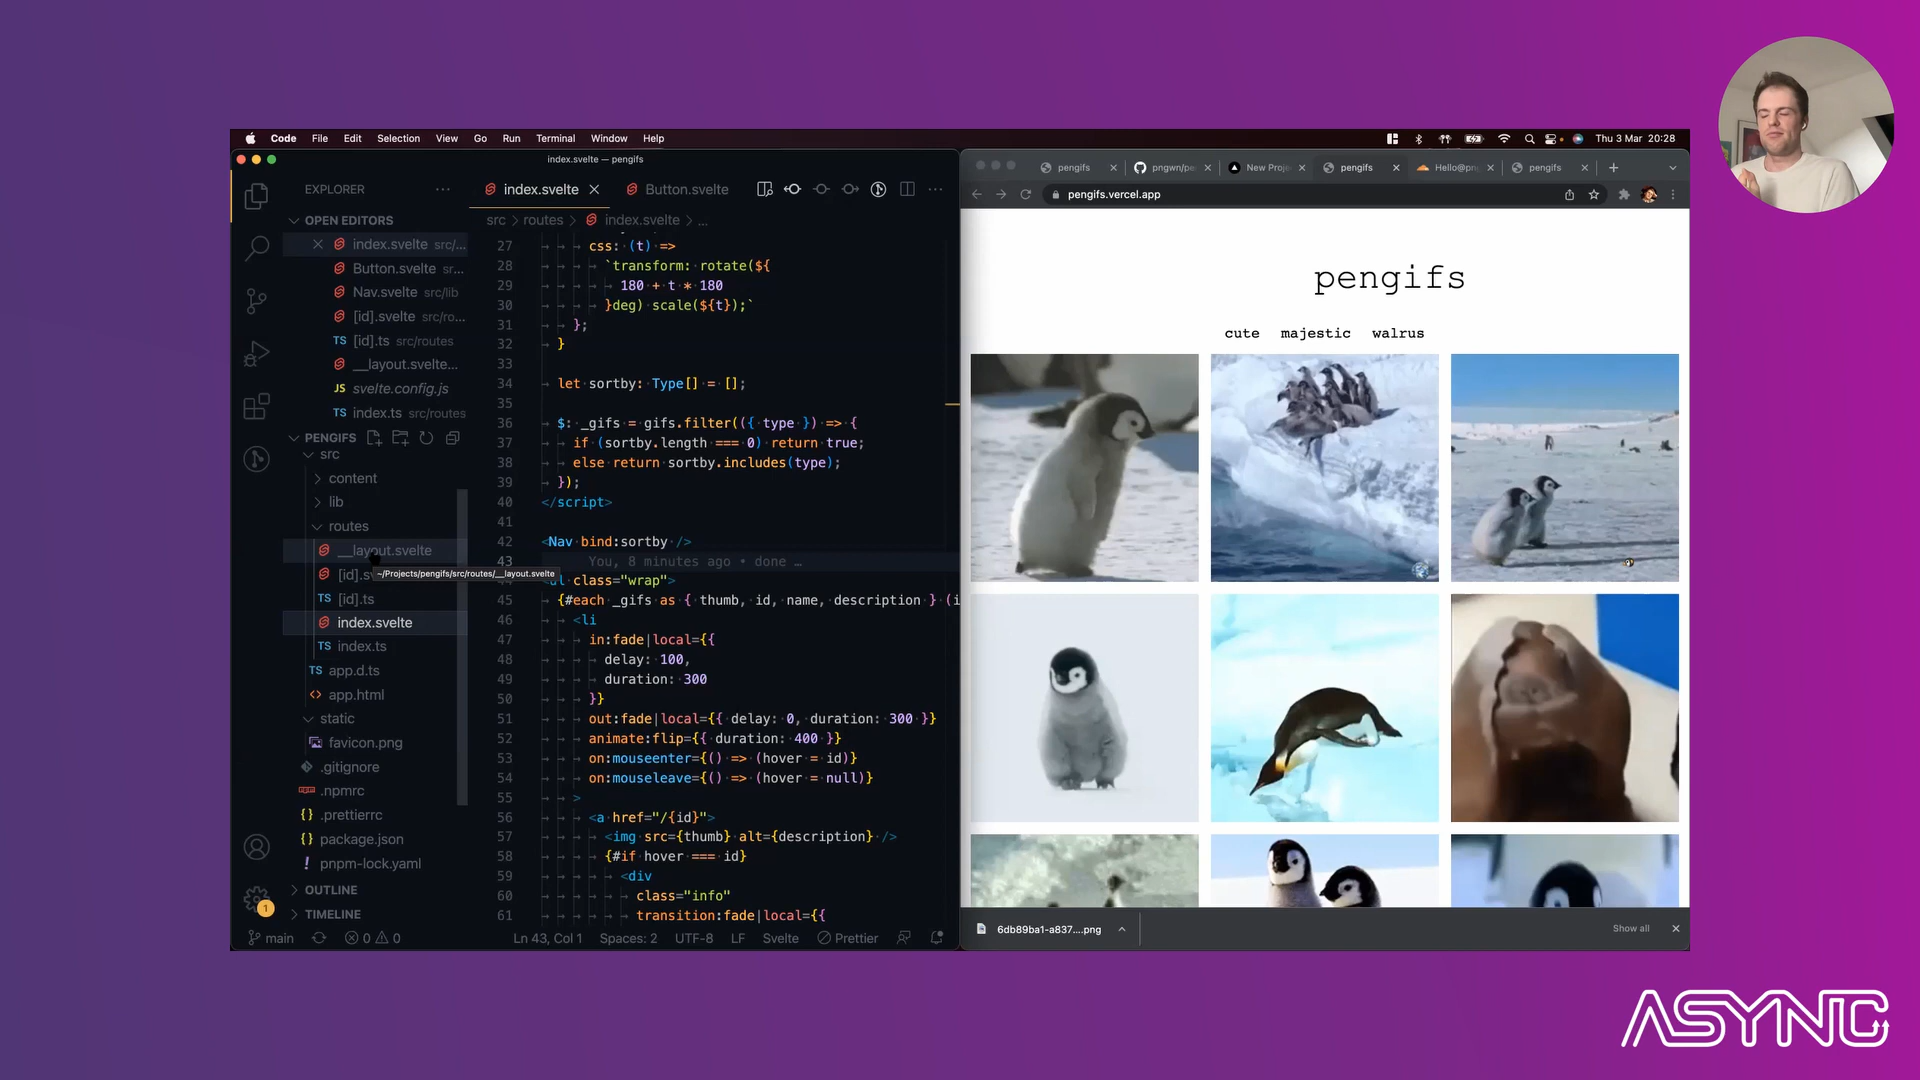 Code File Edit Selection View Go Run Terminal Window Help
Thu 3 Mar 20:28
index.svelte — pengifs
EXPLORER
OPEN EDITORS
index.svelte src/...
Button.svelte sr...
Nav.svelte src/lib
[id].svelte src/ro...
TS [id].ts src/routes
__layout.svelte...
JS svelte.config.js
TS index.ts src/routes
PENGIFS
src
content
lib
routes
__layout.svelte
[id].s
~/Projects/pengifs/src/routes/__layout.svelte
TS [id].ts
index.svelte
TS index.ts
TS app.d.ts
app.html
static
favicon.png
.gitignore
.npmrc
.prettierrc
package.json
pnpm-lock.yaml
OUTLINE
TIMELINE
1
index.svelte
Button.svelte
src > routes > index.svelte > ...
27 css: (t) =>
28 `transform: rotate(${
29 180 + t * 180
30 }deg) scale(${t});`
31 };
32 }
33
34 let sortby: Type[] = [];
35
36 $: _gifs = gifs.filter(({ type }) => {
37 if (sortby.length === 0) return true;
38 else return sortby.includes(type);
39 });
40 </script>
41
42 <Nav bind:sortby />
43 You, 8 minutes ago • done …
ul class="wrap">
45 {#each _gifs as { thumb, id, name, description } (i
46 <li
47 in:fade|local={{
48 delay: 100,
49 duration: 300
50 }}
51 out:fade|local={{ delay: 0, duration: 300 }}
52 animate:flip={{ duration: 400 }}
53 on:mouseenter={() => (hover = id)}
54 on:mouseleave={() => (hover = null)}
55 >
56 <a href="/{id}">
57 <img src={thumb} alt={description} />
58 {#if hover === id}
59 <div
60 class="info"
61 transition:fade|local={{
main 0 0 Ln 43, Col 1 Spaces: 2 UTF-8 LF Svelte Prettier
pengifs
pngwn/pe
New Proje
pengifs
Hello@pn
pengifs
pengifs.vercel.app
pengifs
cute majestic walrus
6db89ba1-a837....png
Show all
ASYNC